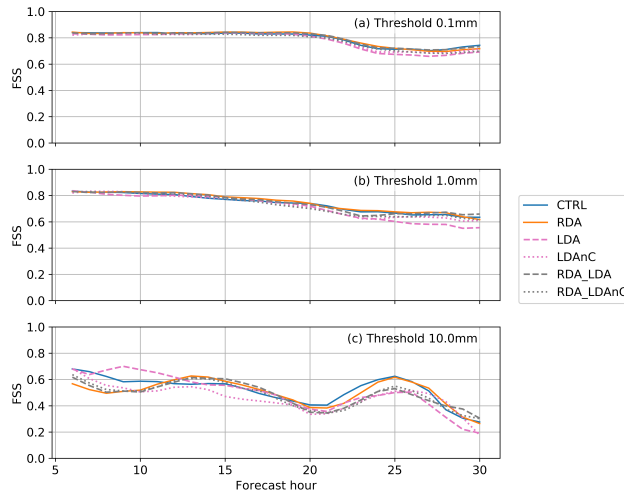 (a) Threshold 0.1mm
1.0
0.8
0.6
0.4
0.2
0.0
FSS
(b) Threshold 1.0mm
1.0
0.8
0.6
0.4
0.2
0.0
FSS
CTRL
RDA
LDA
LDAnC
RDA_LDA
RDA_LDAnC
(c) Threshold 10.0mm
1.0
0.8
0.6
0.4
0.2
0.0
FSS
5 10 15 20 25 30
Forecast hour